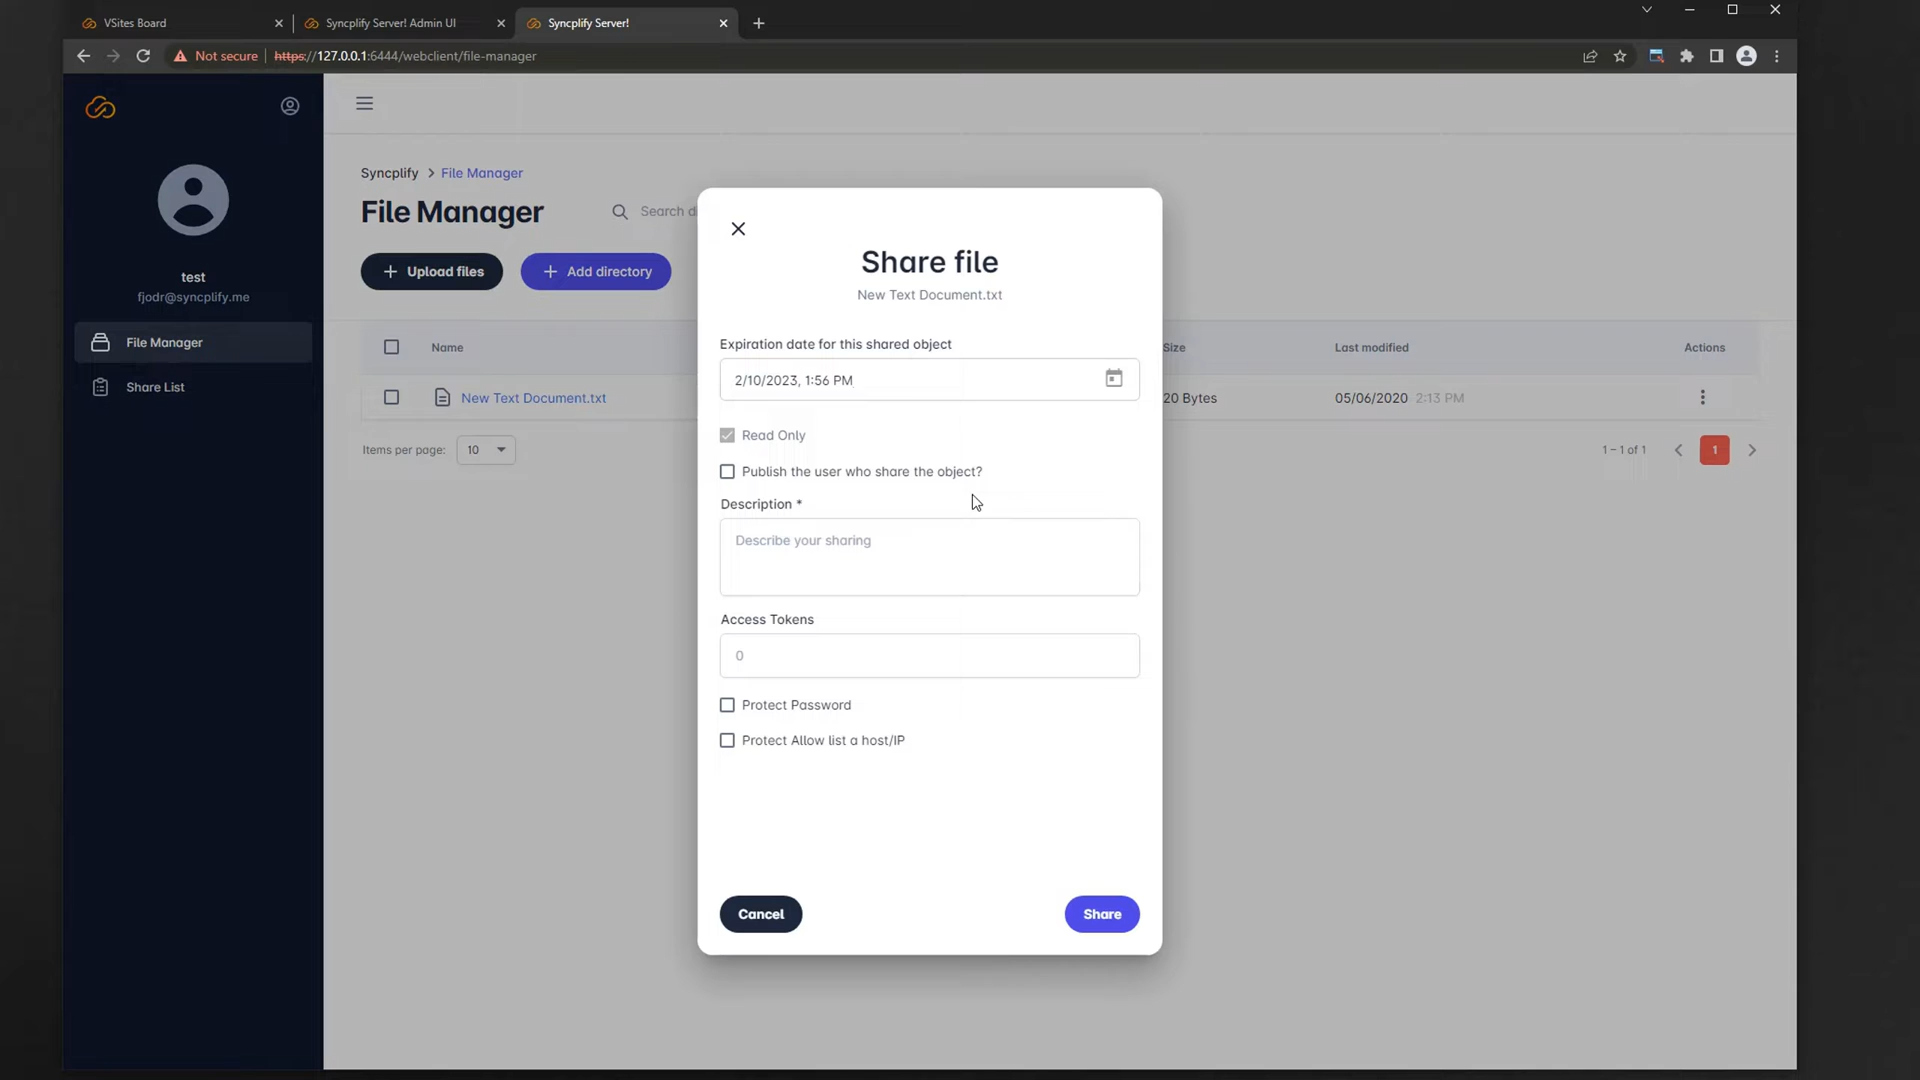 VSites Board
Syncplify Server! Admin UI
Syncplify Server!
Not secure
https://127.0.0.1:6444/webclient/file-manager
test
fjodr@syncplify.me
File Manager
Share List
Syncplify > File Manager
File Manager
Search
Upload files
Add directory
Name
Size
Last modified
Actions
New Text Document.txt
20 Bytes
05/06/2020 2:13 PM
Items per page: 10
1 – 1 of 1
1
Share file
New Text Document.txt
Expiration date for this shared object
2/10/2023, 1:56 PM
Read Only
Publish the user who share the object?
Description *
Describe your sharing
Access Tokens
0
Protect Password
Protect Allow list a host/IP
Cancel
Share